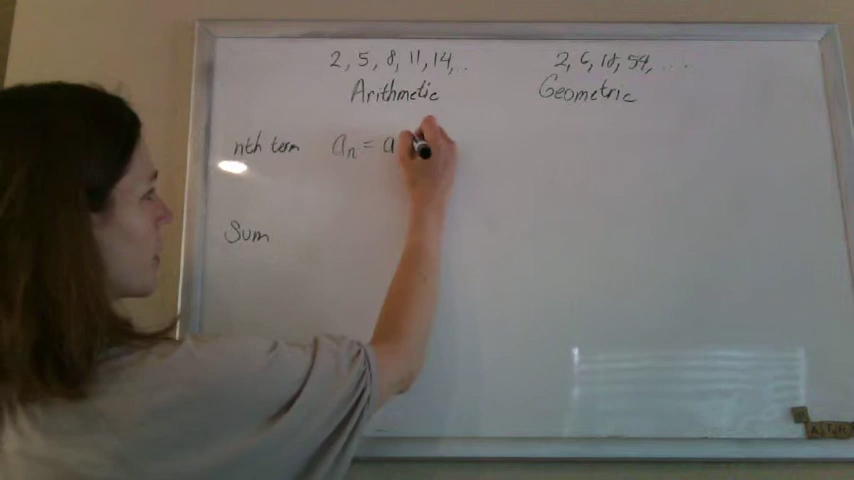 2, 5, 8, 11, 14, ..
2, 6, 18, 54, ....
Arithmetic
Geometric
nth term
aₙ = a
Sum